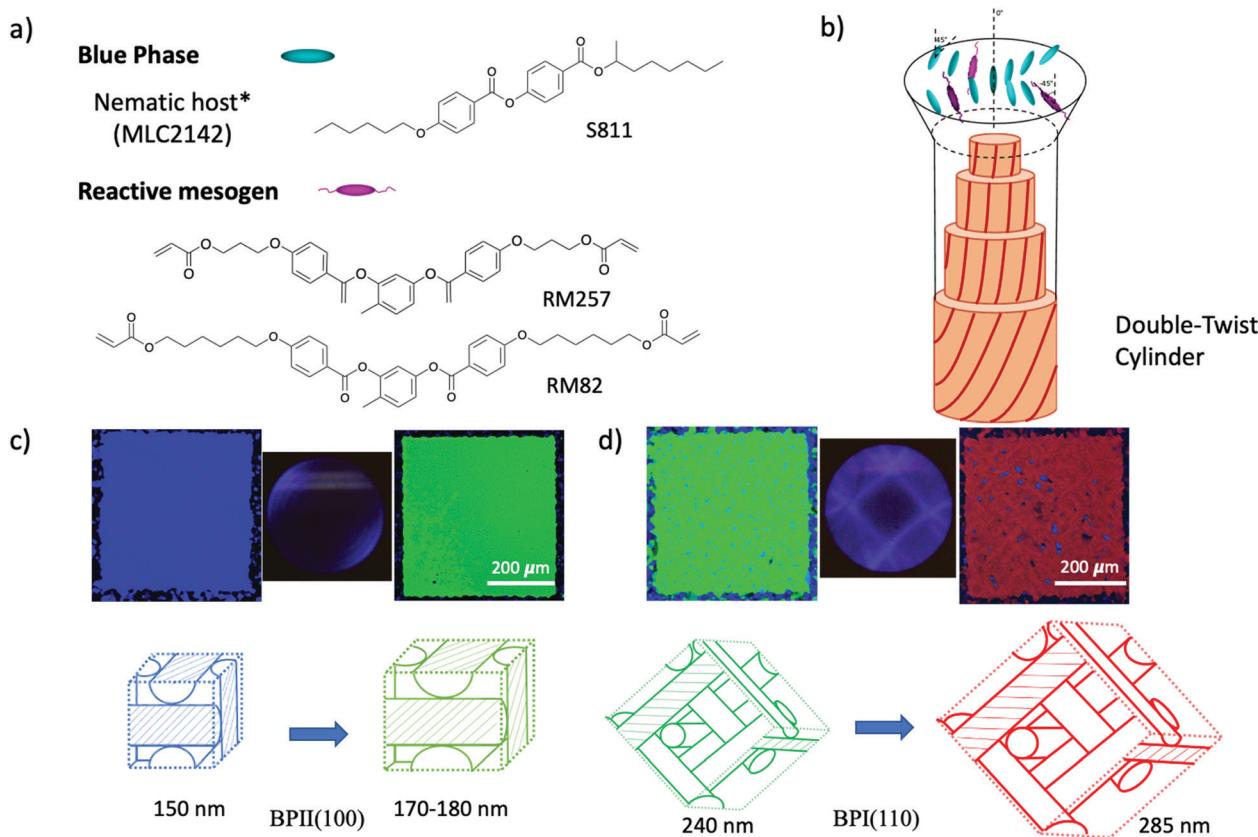 a)
Blue Phase
Nematic host*
(MLC2142)
S811
Reactive mesogen
RM257
RM82
b)
0°
45°
-45°
Double-Twist
Cylinder
c)
200 μm
150 nm
BPII(100)
170-180 nm
d)
200 μm
240 nm
BPI(110)
285 nm